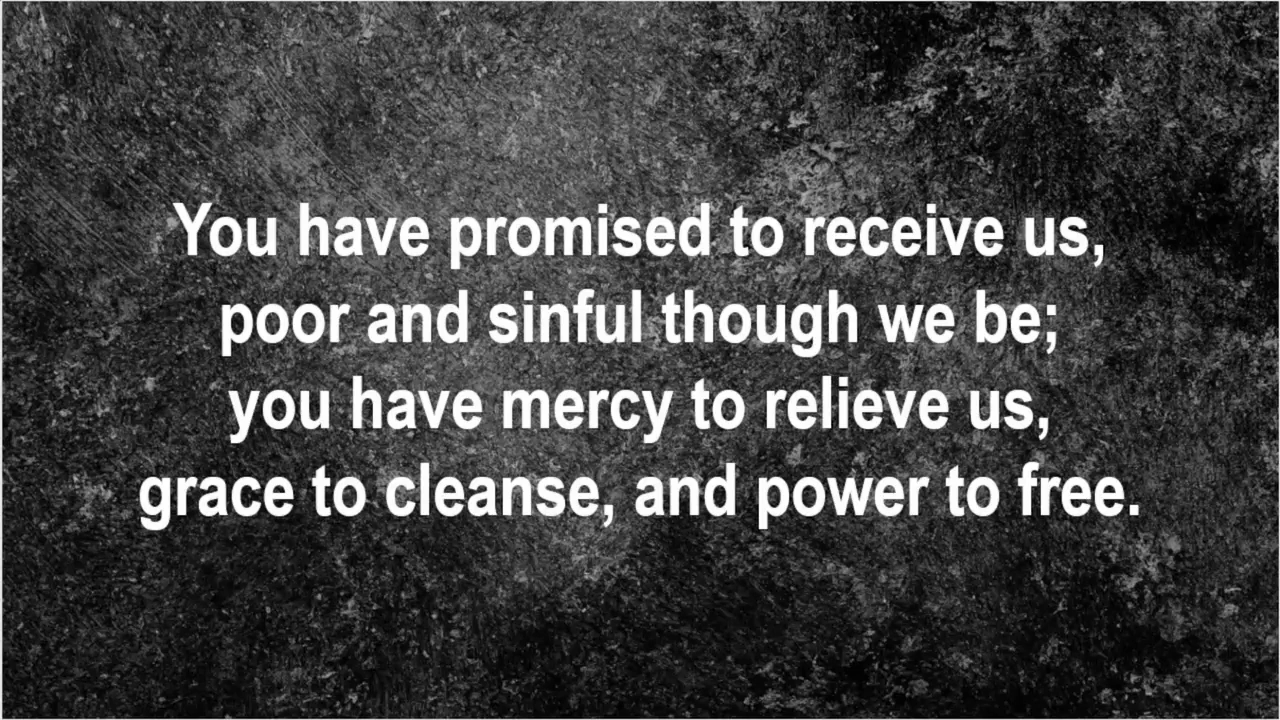 You have promised to receive us,
poor and sinful though we be;
you have mercy to relieve us,
grace to cleanse, and power to free.